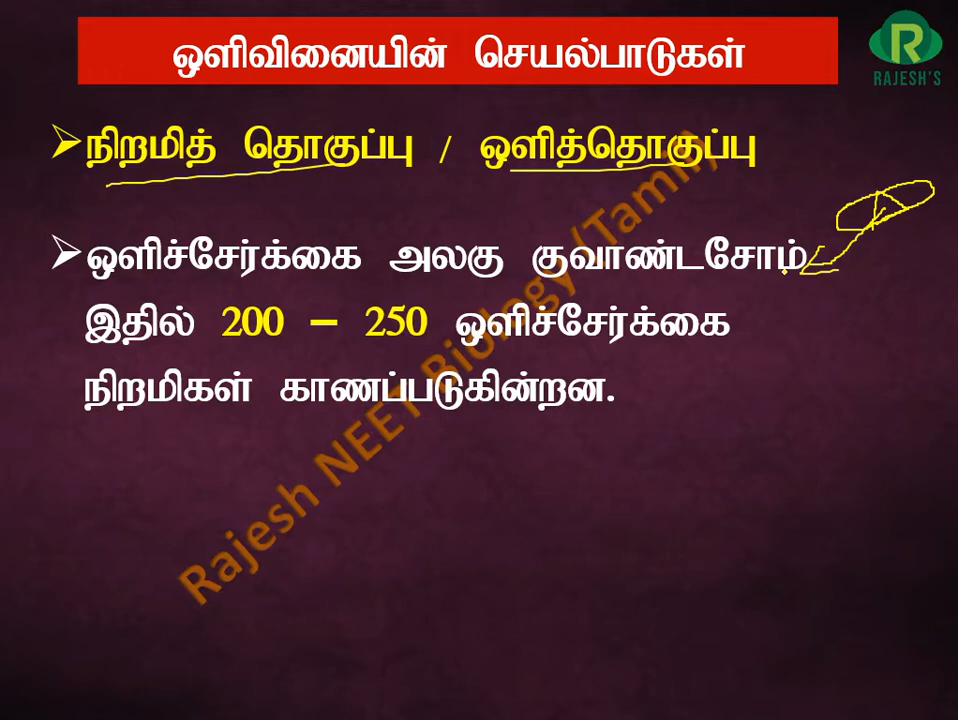 ஒளிவினையின் செயல்பாடுகள்
RAJESH'S
நிறமித் தொகுப்பு / ஒளித்தொகுப்பு
ஒளிச்சேர்க்கை அலகு குவாண்டசோம்
இதில் 200 – 250 ஒளிச்சேர்க்கை
நிறமிகள் காணப்படுகின்றன.
Rajesh NEET Biology (Tamil)